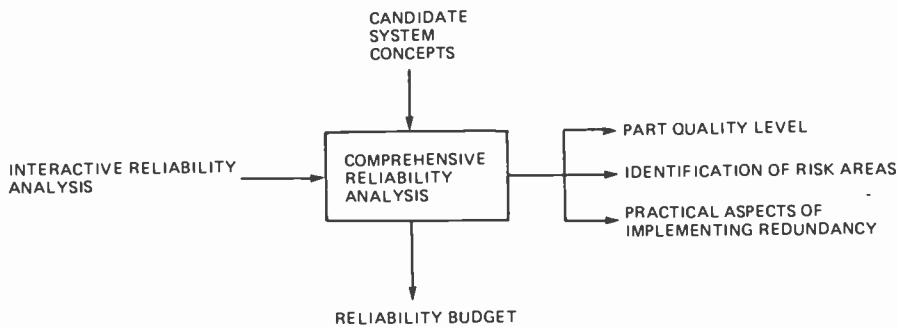 CANDIDATE
SYSTEM
CONCEPTS
INTERACTIVE RELIABILITY
ANALYSIS
COMPREHENSIVE
RELIABILITY
ANALYSIS
PART QUALITY LEVEL
IDENTIFICATION OF RISK AREAS
PRACTICAL ASPECTS OF
IMPLEMENTING REDUNDANCY
RELIABILITY BUDGET